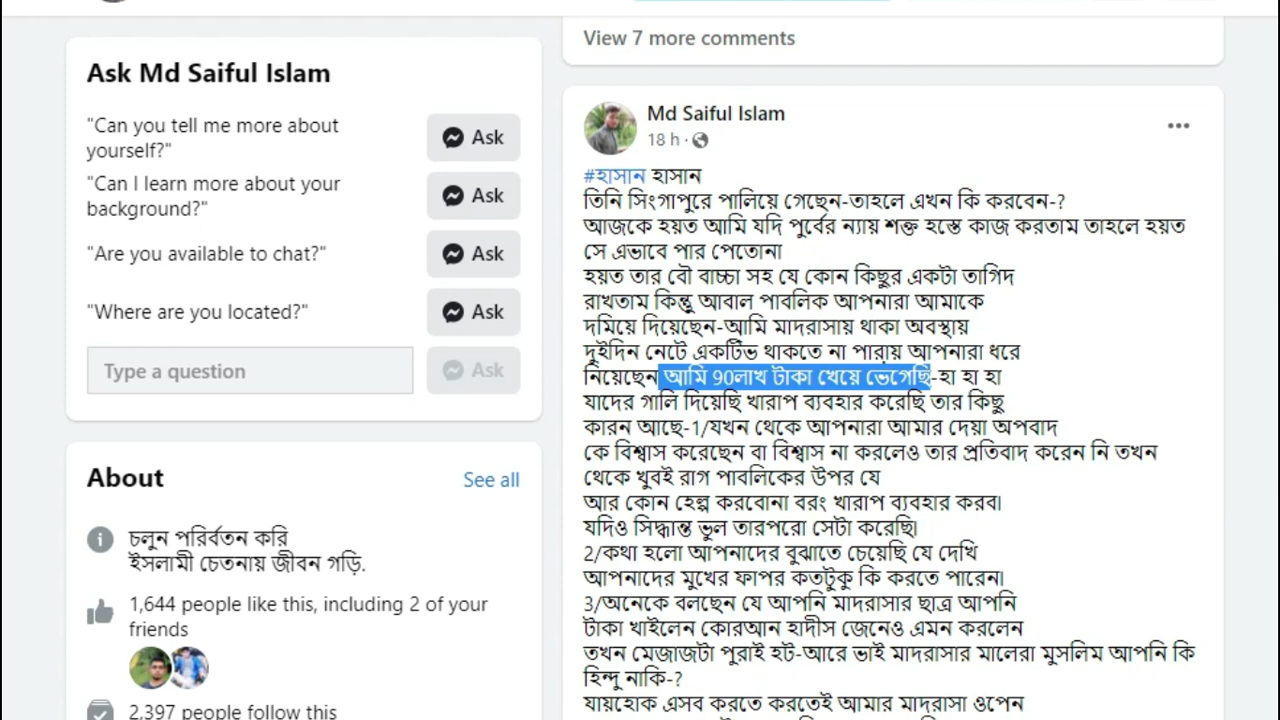 Ask Md Saiful Islam
"Can you tell me more about
yourself?"
Ask
"Can I learn more about your
background?"
Ask
"Are you available to chat?"
Ask
"Where are you located?"
Ask
Type a question
Ask
About
See all
চলুন পরির্বতন করি
ইসলামী চেতনায় জীবন গড়ি.
1,644 people like this, including 2 of your
friends
2,397 people follow this
View 7 more comments
Md Saiful Islam
18 h ·
#হাসান হাসান
তিনি সিংগাপুরে পালিয়ে গেছেন-তাহলে এখন কি করবেন-?
আজকে হয়ত আমি যদি পুর্বের ন্যায় শক্ত হস্তে কাজ করতাম তাহলে হয়ত
সে এভাবে পার পেতোনা
হয়ত তার বৌ বাচ্চা সহ যে কোন কিছুর একটা তাগিদ
রাখতাম কিন্তু আবাল পাবলিক আপনারা আমাকে
দমিয়ে দিয়েছেন-আমি মাদরাসায় থাকা অবস্থায়
দুইদিন নেটে একটিভ থাকতে না পারায় আপনারা ধরে
নিয়েছেন আমি 90লাখ টাকা খেয়ে ভেগেছি-হা হা হা
যাদের গালি দিয়েছি খারাপ ব্যবহার করেছি তার কিছু
কারন আছে-1/যখন থেকে আপনারা আমার দেয়া অপবাদ
কে বিশ্বাস করেছেন বা বিশ্বাস না করলেও তার প্রতিবাদ করেন নি তখন
থেকে খুবই রাগ পাবলিকের উপর যে
আর কোন হেল্প করবোনা বরং খারাপ ব্যবহার করব।
যদিও সিদ্ধান্ত ভুল তারপরো সেটা করেছি।
2/কথা হলো আপনাদের বুঝাতে চেয়েছি যে দেখি
আপনাদের মুখের ফাপর কতটুকু কি করতে পারেন।
3/অনেকে বলছেন যে আপনি মাদরাসার ছাত্র আপনি
টাকা খাইলেন কোরআন হাদীস জেনেও এমন করলেন
তখন মেজাজটা পুরাই হট-আরে ভাই মাদরাসার মালেরা মুসলিম আপনি কি
হিন্দু নাকি-?
যায়হোক এসব করতে করতেই আমার মাদরাসা ওপেন